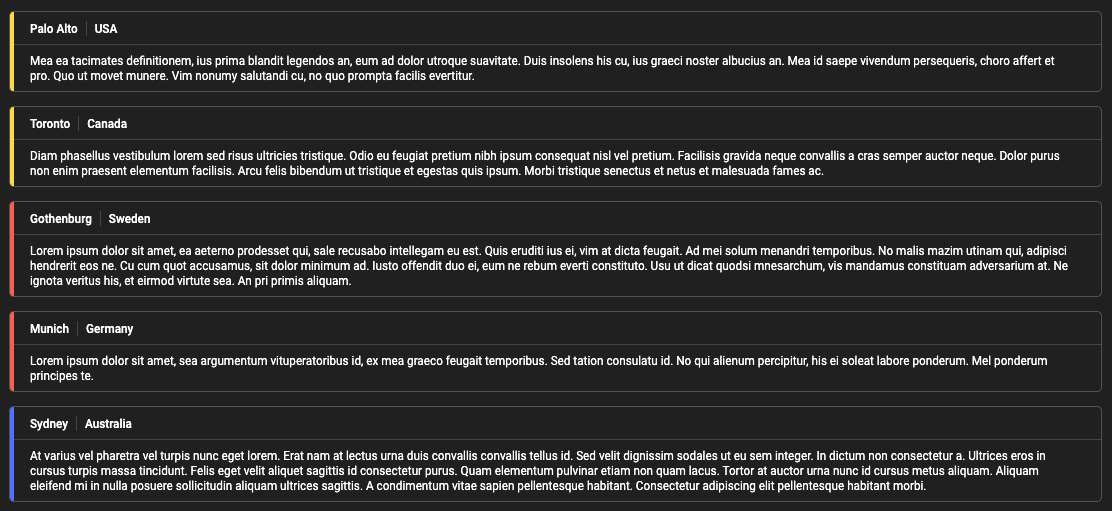 Palo Alto | USA
Mea ea tacimates definitionem, ius prima blandit legendos an, eum ad dolor utroque suavitate. Duis insolens his cu, ius graeci noster albucius an. Mea id saepe vivendum persequeris, choro affert et
pro. Quo ut movet munere. Vim nonumy salutandi cu, no quo prompta facilis evertitur.
Toronto | Canada
Diam phasellus vestibulum lorem sed risus ultricies tristique. Odio eu feugiat pretium nibh ipsum consequat nisl vel pretium. Facilisis gravida neque convallis a cras semper auctor neque. Dolor purus
non enim praesent elementum facilisis. Arcu felis bibendum ut tristique et egestas quis ipsum. Morbi tristique senectus et netus et malesuada fames ac.
Gothenburg | Sweden
Lorem ipsum dolor sit amet, ea aeterno prodesset qui, sale recusabo intellegam eu est. Quis eruditi ius ei, vim at dicta feugait. Ad mei solum menandri temporibus. No malis mazim utinam qui, adipisci
hendrerit eos ne. Cu cum quot accusamus, sit dolor minimum ad. Iusto offendit duo ei, eum ne rebum everti constituto. Usu ut dicat quodsi mnesarchum, vis mandamus constituam adversarium at. Ne
ignota veritus his, et eirmod virtute sea. An pri primis aliquam.
Munich | Germany
Lorem ipsum dolor sit amet, sea argumentum vituperatoribus id, ex mea graeco feugait temporibus. Sed tation consulatu id. No qui alienum percipitur, his ei soleat labore ponderum. Mel ponderum
principes te.
Sydney | Australia
At varius vel pharetra vel turpis nunc eget lorem. Erat nam at lectus urna duis convallis convallis tellus id. Sed velit dignissim sodales ut eu sem integer. In dictum non consectetur a. Ultrices eros in
cursus turpis massa tincidunt. Felis eget velit aliquet sagittis id consectetur purus. Quam elementum pulvinar etiam non quam lacus. Tortor at auctor urna nunc id cursus metus aliquam. Aliquam
eleifend mi in nulla posuere sollicitudin aliquam ultrices sagittis. A condimentum vitae sapien pellentesque habitant. Consectetur adipiscing elit pellentesque habitant morbi.